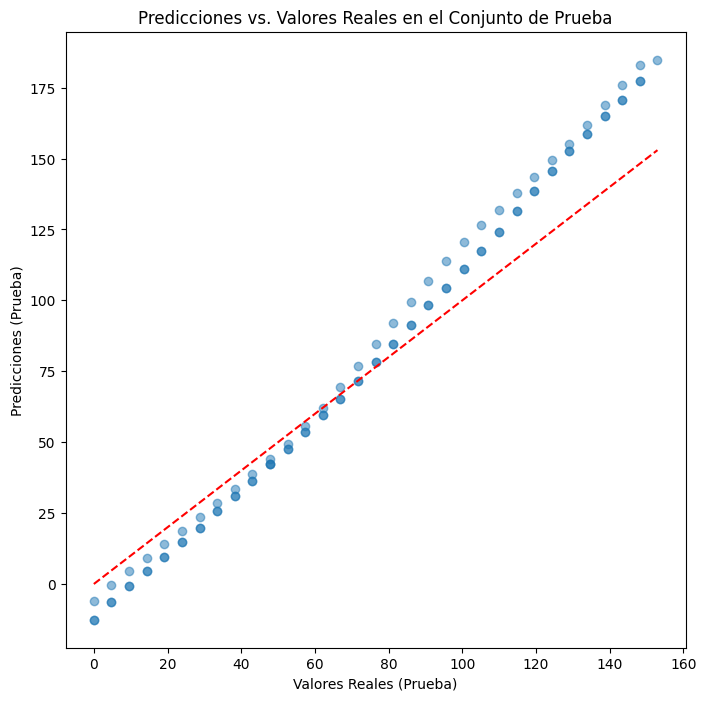 Predicciones vs. Valores Reales en el Conjunto de Prueba
Predicciones (Prueba)
175
150
125
100
75
50
25
0
0 20 40 60 80 100 120 140 160
Valores Reales (Prueba)